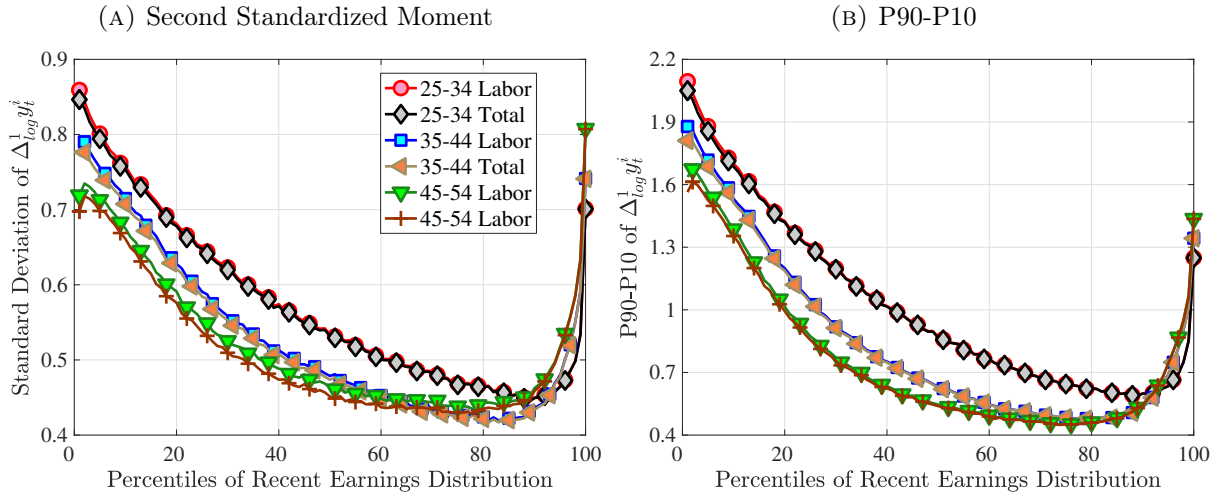 (A) Second Standardized Moment
(B) P90-P10
Standard Deviation of Δ¹log yⁱt
0.9
0.8
0.7
0.6
0.5
0.4
0
20
40
60
80
100
Percentiles of Recent Earnings Distribution
25-34 Labor
25-34 Total
35-44 Labor
35-44 Total
45-54 Labor
45-54 Labor
P90-P10 of Δ¹log yⁱt
2.2
1.9
1.6
1.3
1
0.7
0.4
0
20
40
60
80
100
Percentiles of Recent Earnings Distribution